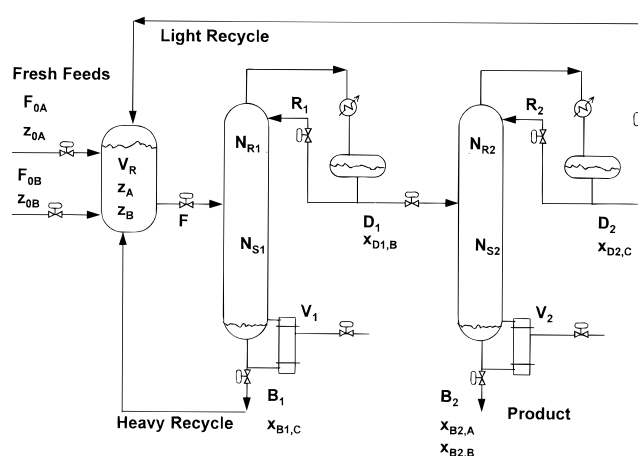 Light Recycle
Fresh Feeds
F0A
z0A
F0B
z0B
VR
zA
zB
F
NR1
NS1
R1
D1
xD1,B
V1
B1
xB1,C
Heavy Recycle
NR2
NS2
R2
D2
xD2,C
V2
B2
xB2,A
xB2,B
Product